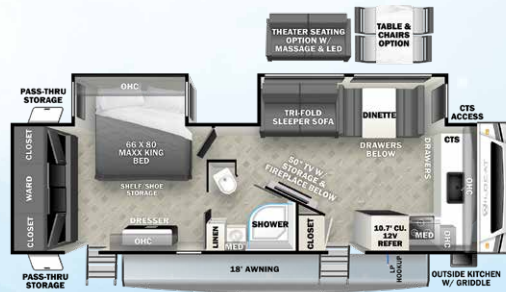 THEATER SEATING
OPTION W/
MASSAGE & LED
TABLE &
CHAIRS
OPTION
PASS-THRU
STORAGE
OHC
CLOSET
WARD
CLOSET
66 X 80
MAXX KING
BED
SHELF/SHOE
STORAGE
DRESSER
OHC
TRI-FOLD
SLEEPER SOFA
DINETTE
DRAWERS
BELOW
DRAWERS
CTS
ACCESS
CTS
OHC
WILDCAT
50" TV W/
STORAGE &
FIREPLACE BELOW
LINEN
MED
SHOWER
CLOSET
10.7' CU.
12V
REFER
MED
OHC
PASS-THRU
STORAGE
18' AWNING
LP
HOOKUP
OUTSIDE KITCHEN
W/ GRIDDLE